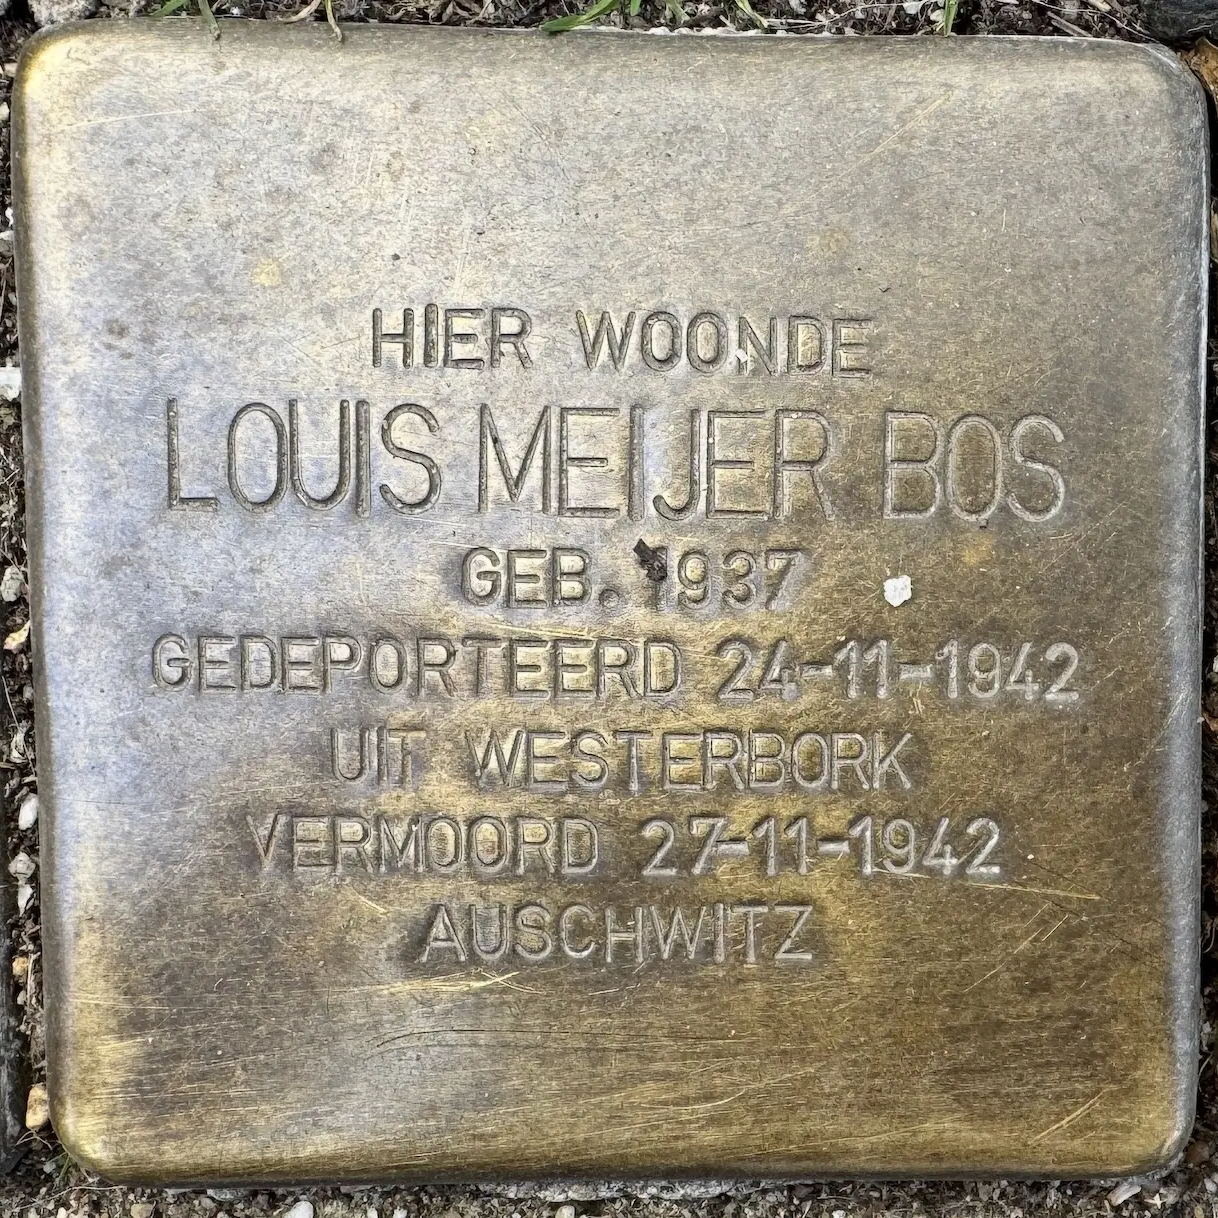 HIER WOONDE
LOUIS MEIJER BOS
GEB. 1937
GEDEPORTEERD 24-11-1942
UIT WESTERBORK
VERMOORD 27-11-1942
AUSCHWITZ